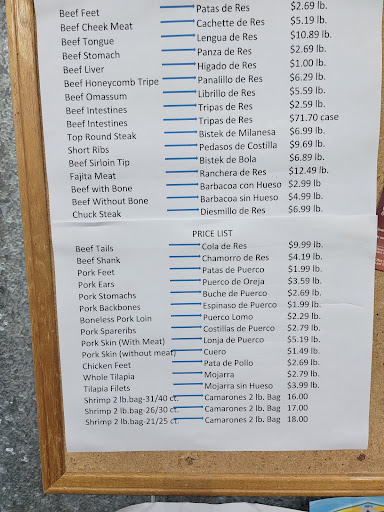 Beef Feet Patas de Res $2.69 lb.
Beef Cheek Meat Cachette de Res $5.19 lb.
Beef Tongue Lengua de Res $10.89 lb.
Beef Stomach Panza de Res $2.69 lb.
Beef Liver Higado de Res $1.00 lb.
Beef Honeycomb Tripe Panalillo de Res $6.29 lb.
Beef Omassum Librillo de Res $5.59 lb.
Beef Intestines Tripas de Res $2.59 lb.
Beef Intestines Tripas de Res $71.70 case
Top Round Steak Bistek de Milanesa $6.99 lb.
Short Ribs Pedasos de Costilla $9.69 lb.
Beef Sirloin Tip Bistek de Bola $6.89 lb.
Fajita Meat Ranchera de Res $12.49 lb.
Beef with Bone Barbacoa con Hueso $2.99 lb.
Beef Without Bone Barbacoa sin Hueso $4.99 lb.
Chuck Steak Diesmillo de Res $6.99 lb.
PRICE LIST
Beef Tails Cola de Res $9.99 lb.
Beef Shank Chamorro de Res $4.19 lb.
Pork Feet Patas de Puerco $1.99 lb.
Pork Ears Puerco de Oreja $3.59 lb.
Pork Stomachs Buche de Puerco $2.69 lb.
Pork Backbones Espinaso de Puerco $1.99 lb.
Boneless Pork Loin Puerco Lomo $2.29 lb.
Pork Spareribs Costillas de Puerco $2.79 lb.
Pork Skin (With Meat) Lonja de Puerco $5.19 lb.
Pork Skin (without meat) Cuero $1.49 lb.
Chicken Feet Pata de Pollo $2.69 lb.
Whole Tilapia Mojarra $2.79 lb.
Tilapia Filets Mojarra sin Hueso $3.99 lb.
Shrimp 2 lb.bag-31/40 ct. Camarones 2 lb. Bag 16.00
Shrimp 2 lb.bag-26/30 ct. Camarones 2 lb. Bag 17.00
Shrimp 2 lb.bag-21/25 ct. Camarones 2 lb. Bag 18.00